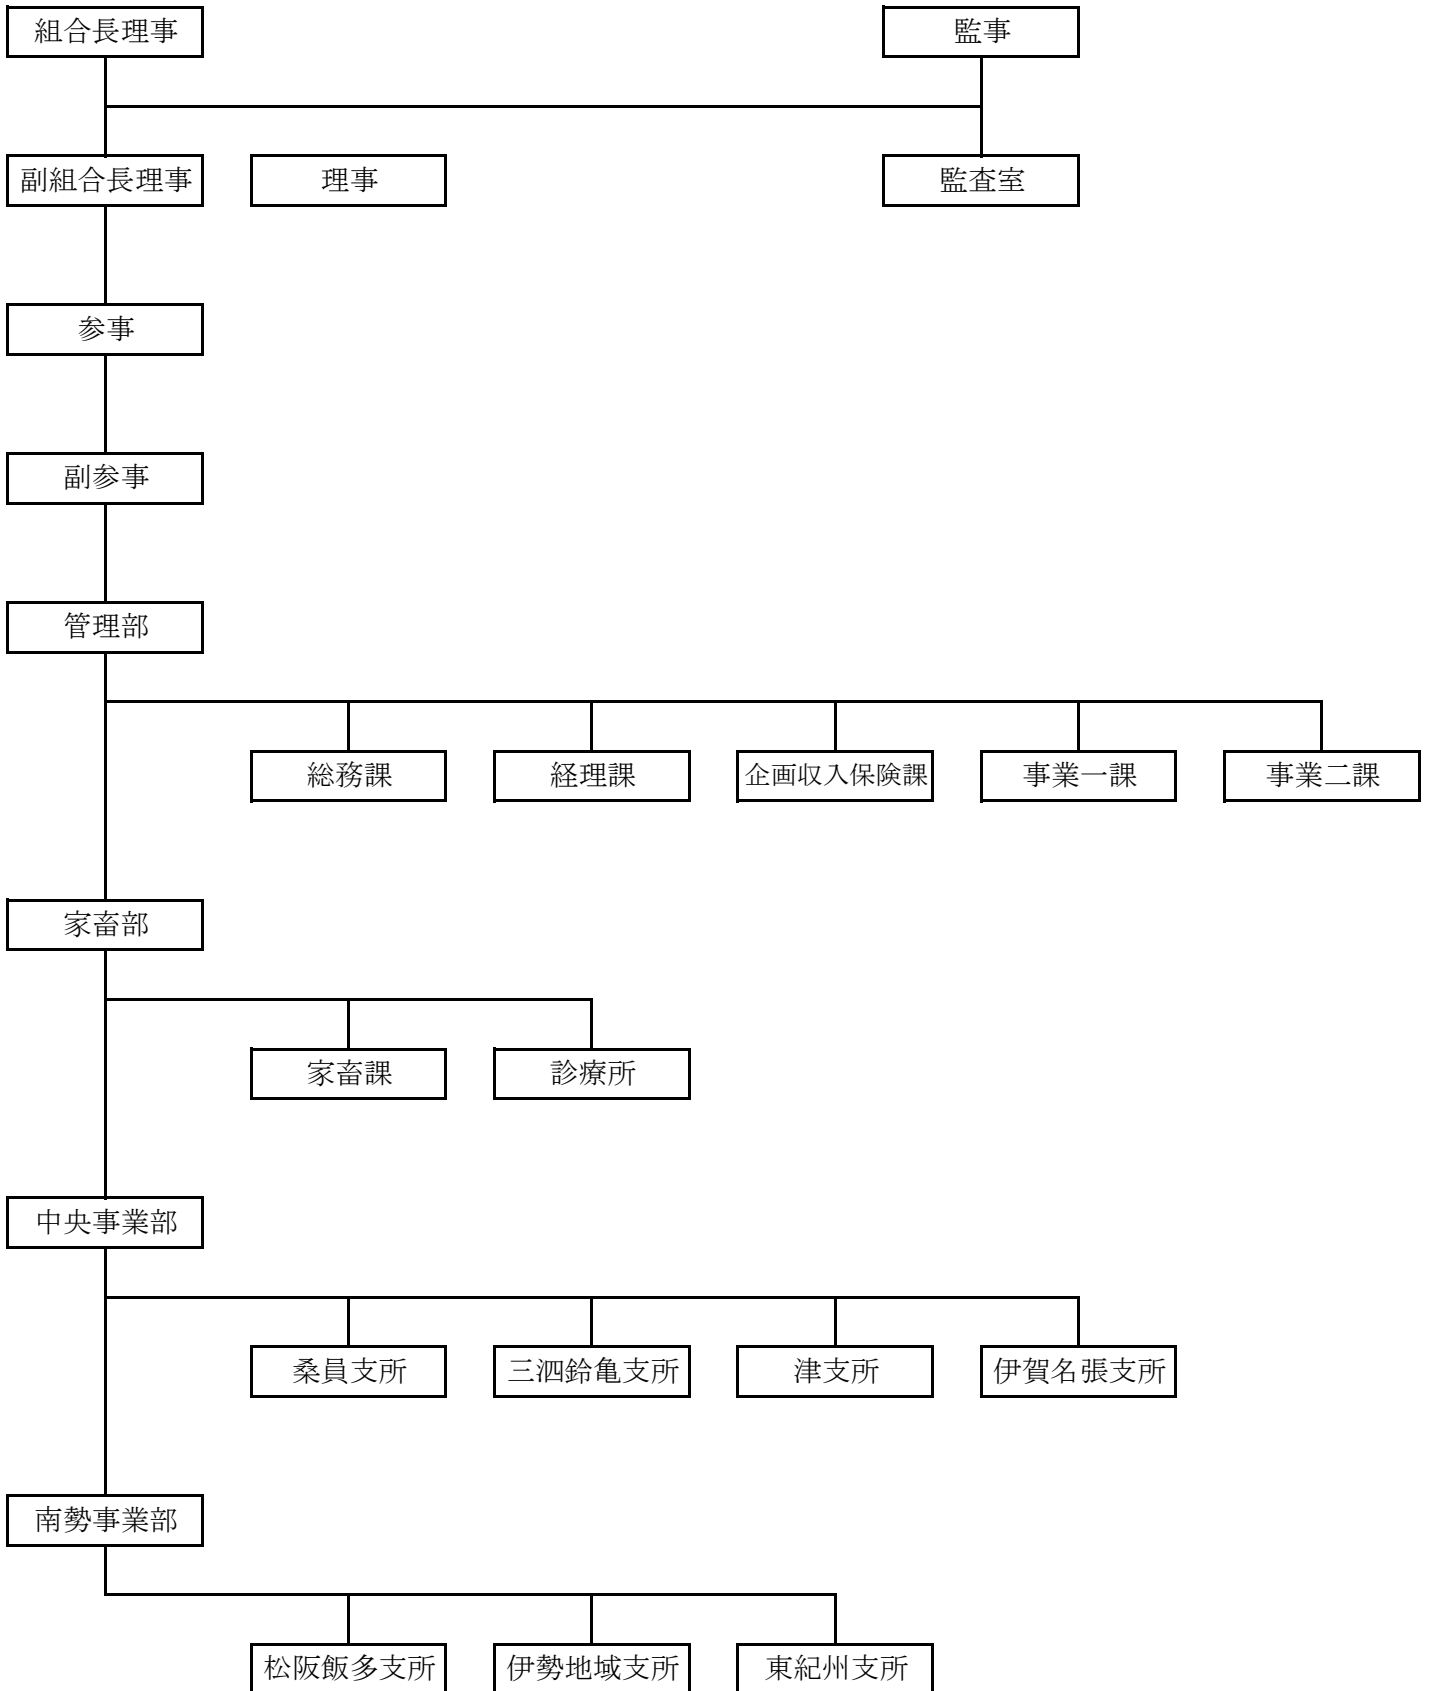 組合長理事
監事
副組合長理事
理事
監査室
参事
副参事
管理部
総務課
経理課
企画収入保険課
事業一課
事業二課
家畜部
家畜課
診療所
中央事業部
桑員支所
三泗鈴亀支所
津支所
伊賀名張支所
南勢事業部
松阪飯多支所
伊勢地域支所
東紀州支所